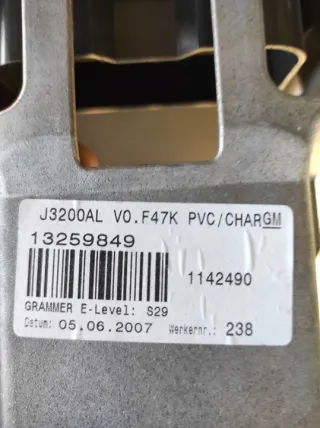 J3200AL V0.F47K PVC/CHARGM
13259849
1142490
GRAMMER E-Level: S29
Datum: 05.06.2007 Werkernr.: 238